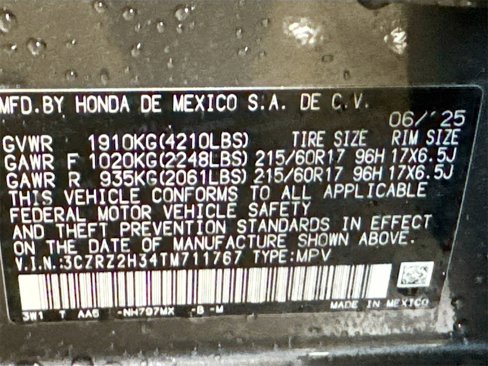 MFD.BY HONDA DE MEXICO S.A. DE C.V.
06/'25
GVWR 1910KG(4210LBS) TIRE SIZE RIM SIZE
GAWR F 1020KG(2248LBS) 215/60R17 96H 17X6.5J
GAWR R 935KG(2061LBS) 215/60R17 96H 17X6.5J
THIS VEHICLE CONFORMS TO ALL APPLICABLE
FEDERAL MOTOR VEHICLE SAFETY
AND THEFT PREVENTION STANDARDS IN EFFECT
ON THE DATE OF MANUFACTURE SHOWN ABOVE.
V.I.N.:3CZRZ2H34TM711767 TYPE:MPV
3W1 T AA5 -NH797MX -B -M MADE IN MEXICO